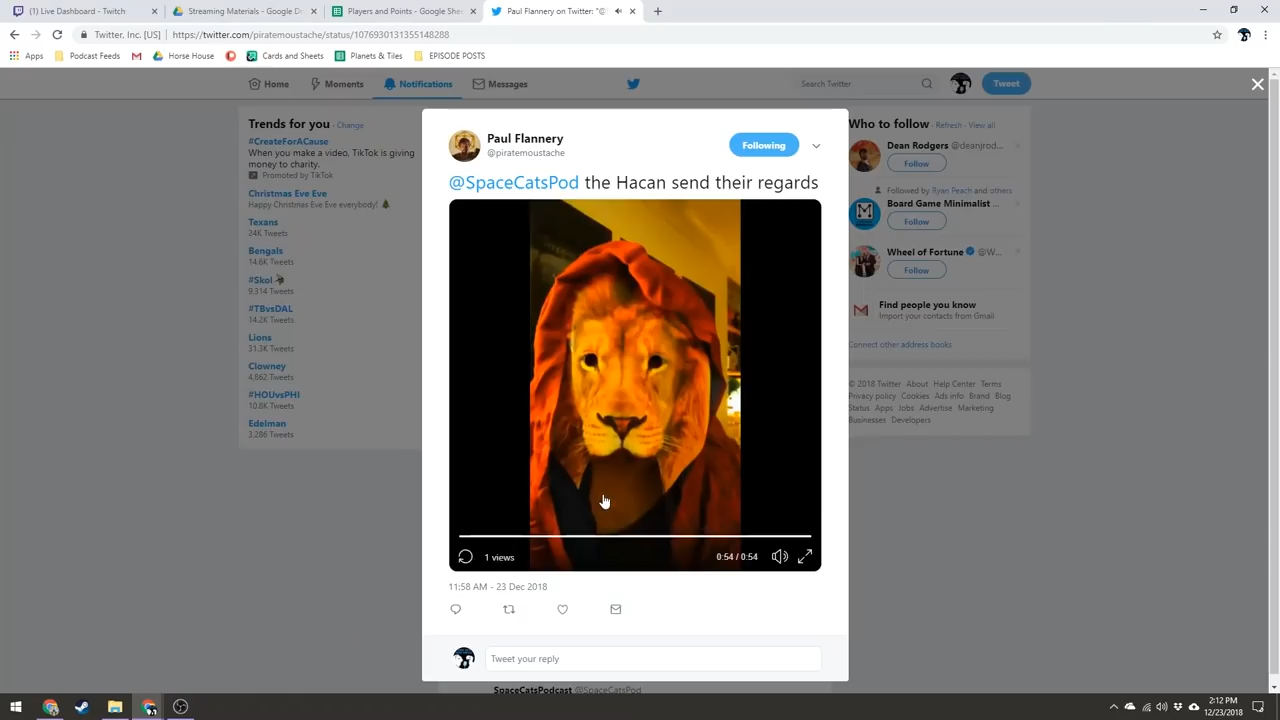 (1) Live Dashboard - Twitch
Streaming Materials - Google D
Players and Points - Google Shee
Paul Flannery on Twitter: "@
Twitter, Inc. [US] https://twitter.com/piratemoustache/status/1076930131355148288
Apps Podcast Feeds Horse House Cards and Sheets Planets & Tiles EPISODE POSTS
Home Moments Notifications Messages Search Twitter Tweet
Trends for you · Change
#CreateForACause
When you make a video, TikTok is giving
money to charity.
Promoted by TikTok
Christmas Eve Eve
Happy Christmas Eve Eve everybody!
Texans
24K Tweets
Bengals
14.6K Tweets
#Skol
9,314 Tweets
#TBvsDAL
14.2K Tweets
Lions
31.3K Tweets
Clowney
4,662 Tweets
#HOUvsPHI
10.8K Tweets
Edelman
3,286 Tweets
Paul Flannery
@piratemoustache
Following
@SpaceCatsPod the Hacan send their regards
1 views
0:54 / 0:54
11:58 AM - 23 Dec 2018
Tweet your reply
SpaceCatsPodcast @SpaceCatsPod
Who to follow · Refresh · View all
Dean Rodgers @deanjrod...
Follow
Followed by Ryan Peach and others
Board Game Minimalist ...
Follow
Wheel of Fortune @W...
Follow
Find people you know
Import your contacts from Gmail
Connect other address books
© 2018 Twitter About Help Center Terms
Privacy policy Cookies Ads info Brand Blog
Status Apps Jobs Advertise Marketing
Businesses Developers
2:12 PM
12/23/2018